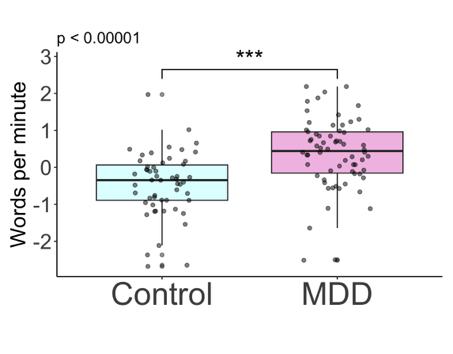 p < 0.00001
***
3
2
1
0
-1
-2
Words per minute
Control MDD